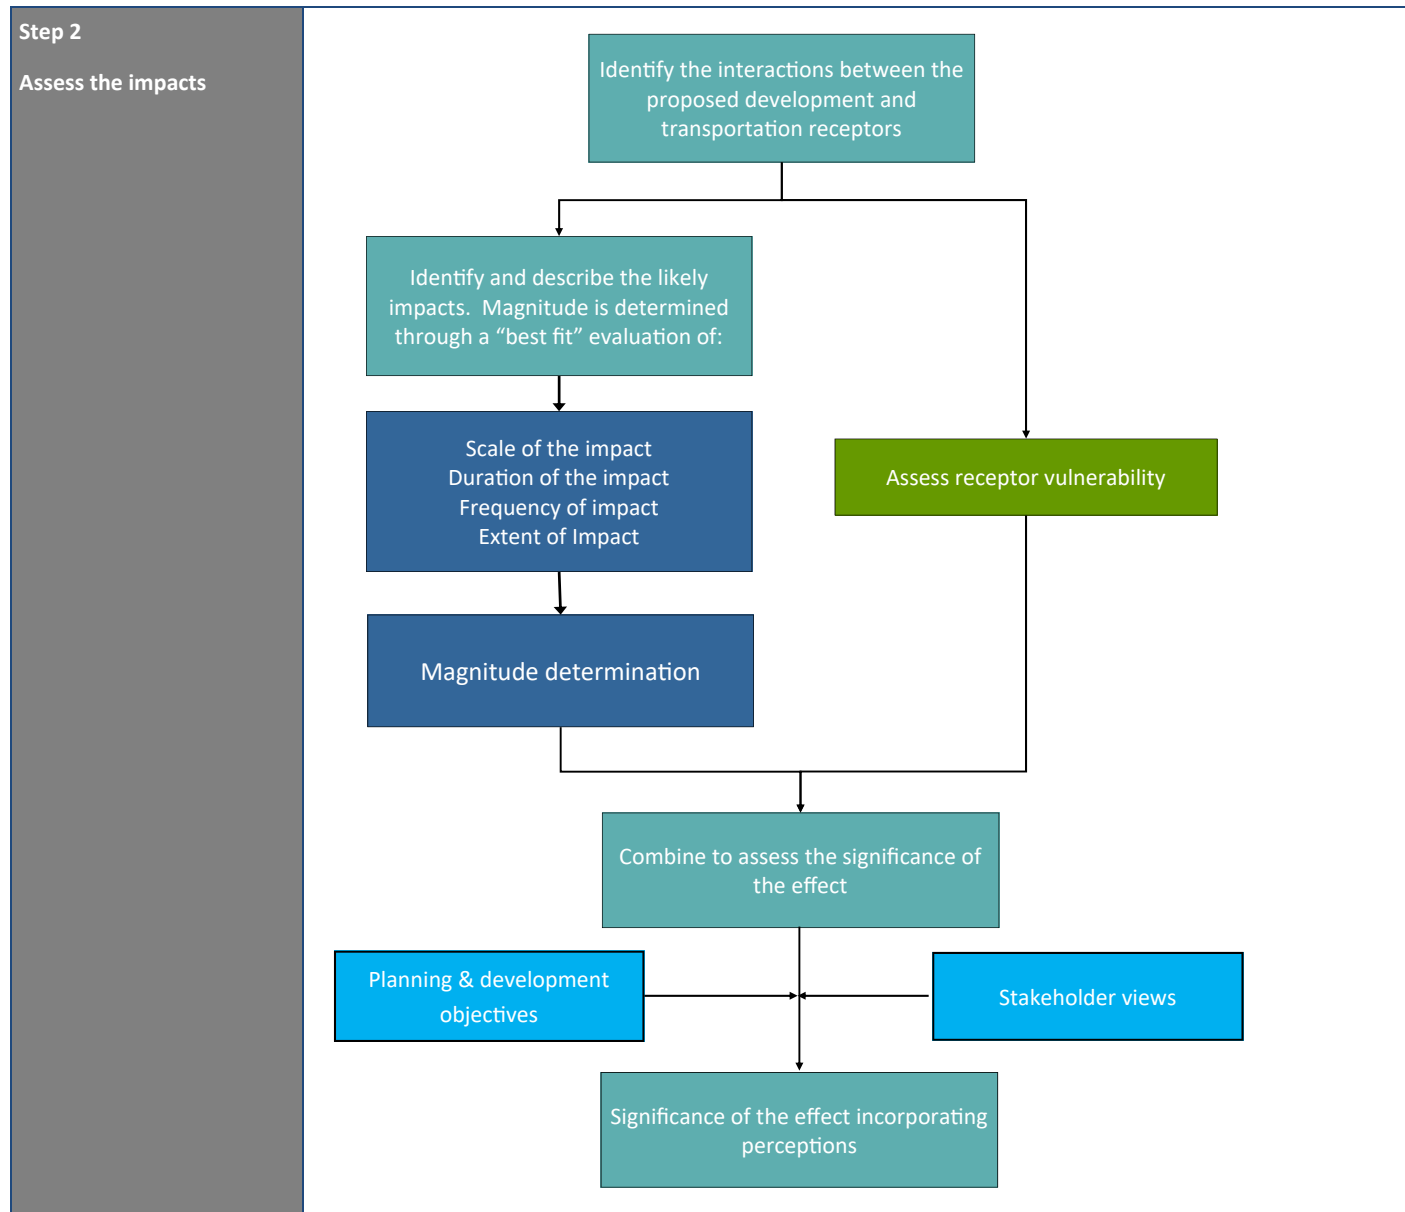 Step 2
Assess the impacts
Identify the interactions between the
proposed development and
transportation receptors
Identify and describe the likely
impacts.  Magnitude is determined
through a “best fit” evaluation of:
Scale of the impact
Duration of the impact
Frequency of impact
Extent of Impact
Assess receptor vulnerability
Magnitude determination
Combine to assess the significance of
the effect
Planning & development
objectives
Stakeholder views
Significance of the effect incorporating
perceptions